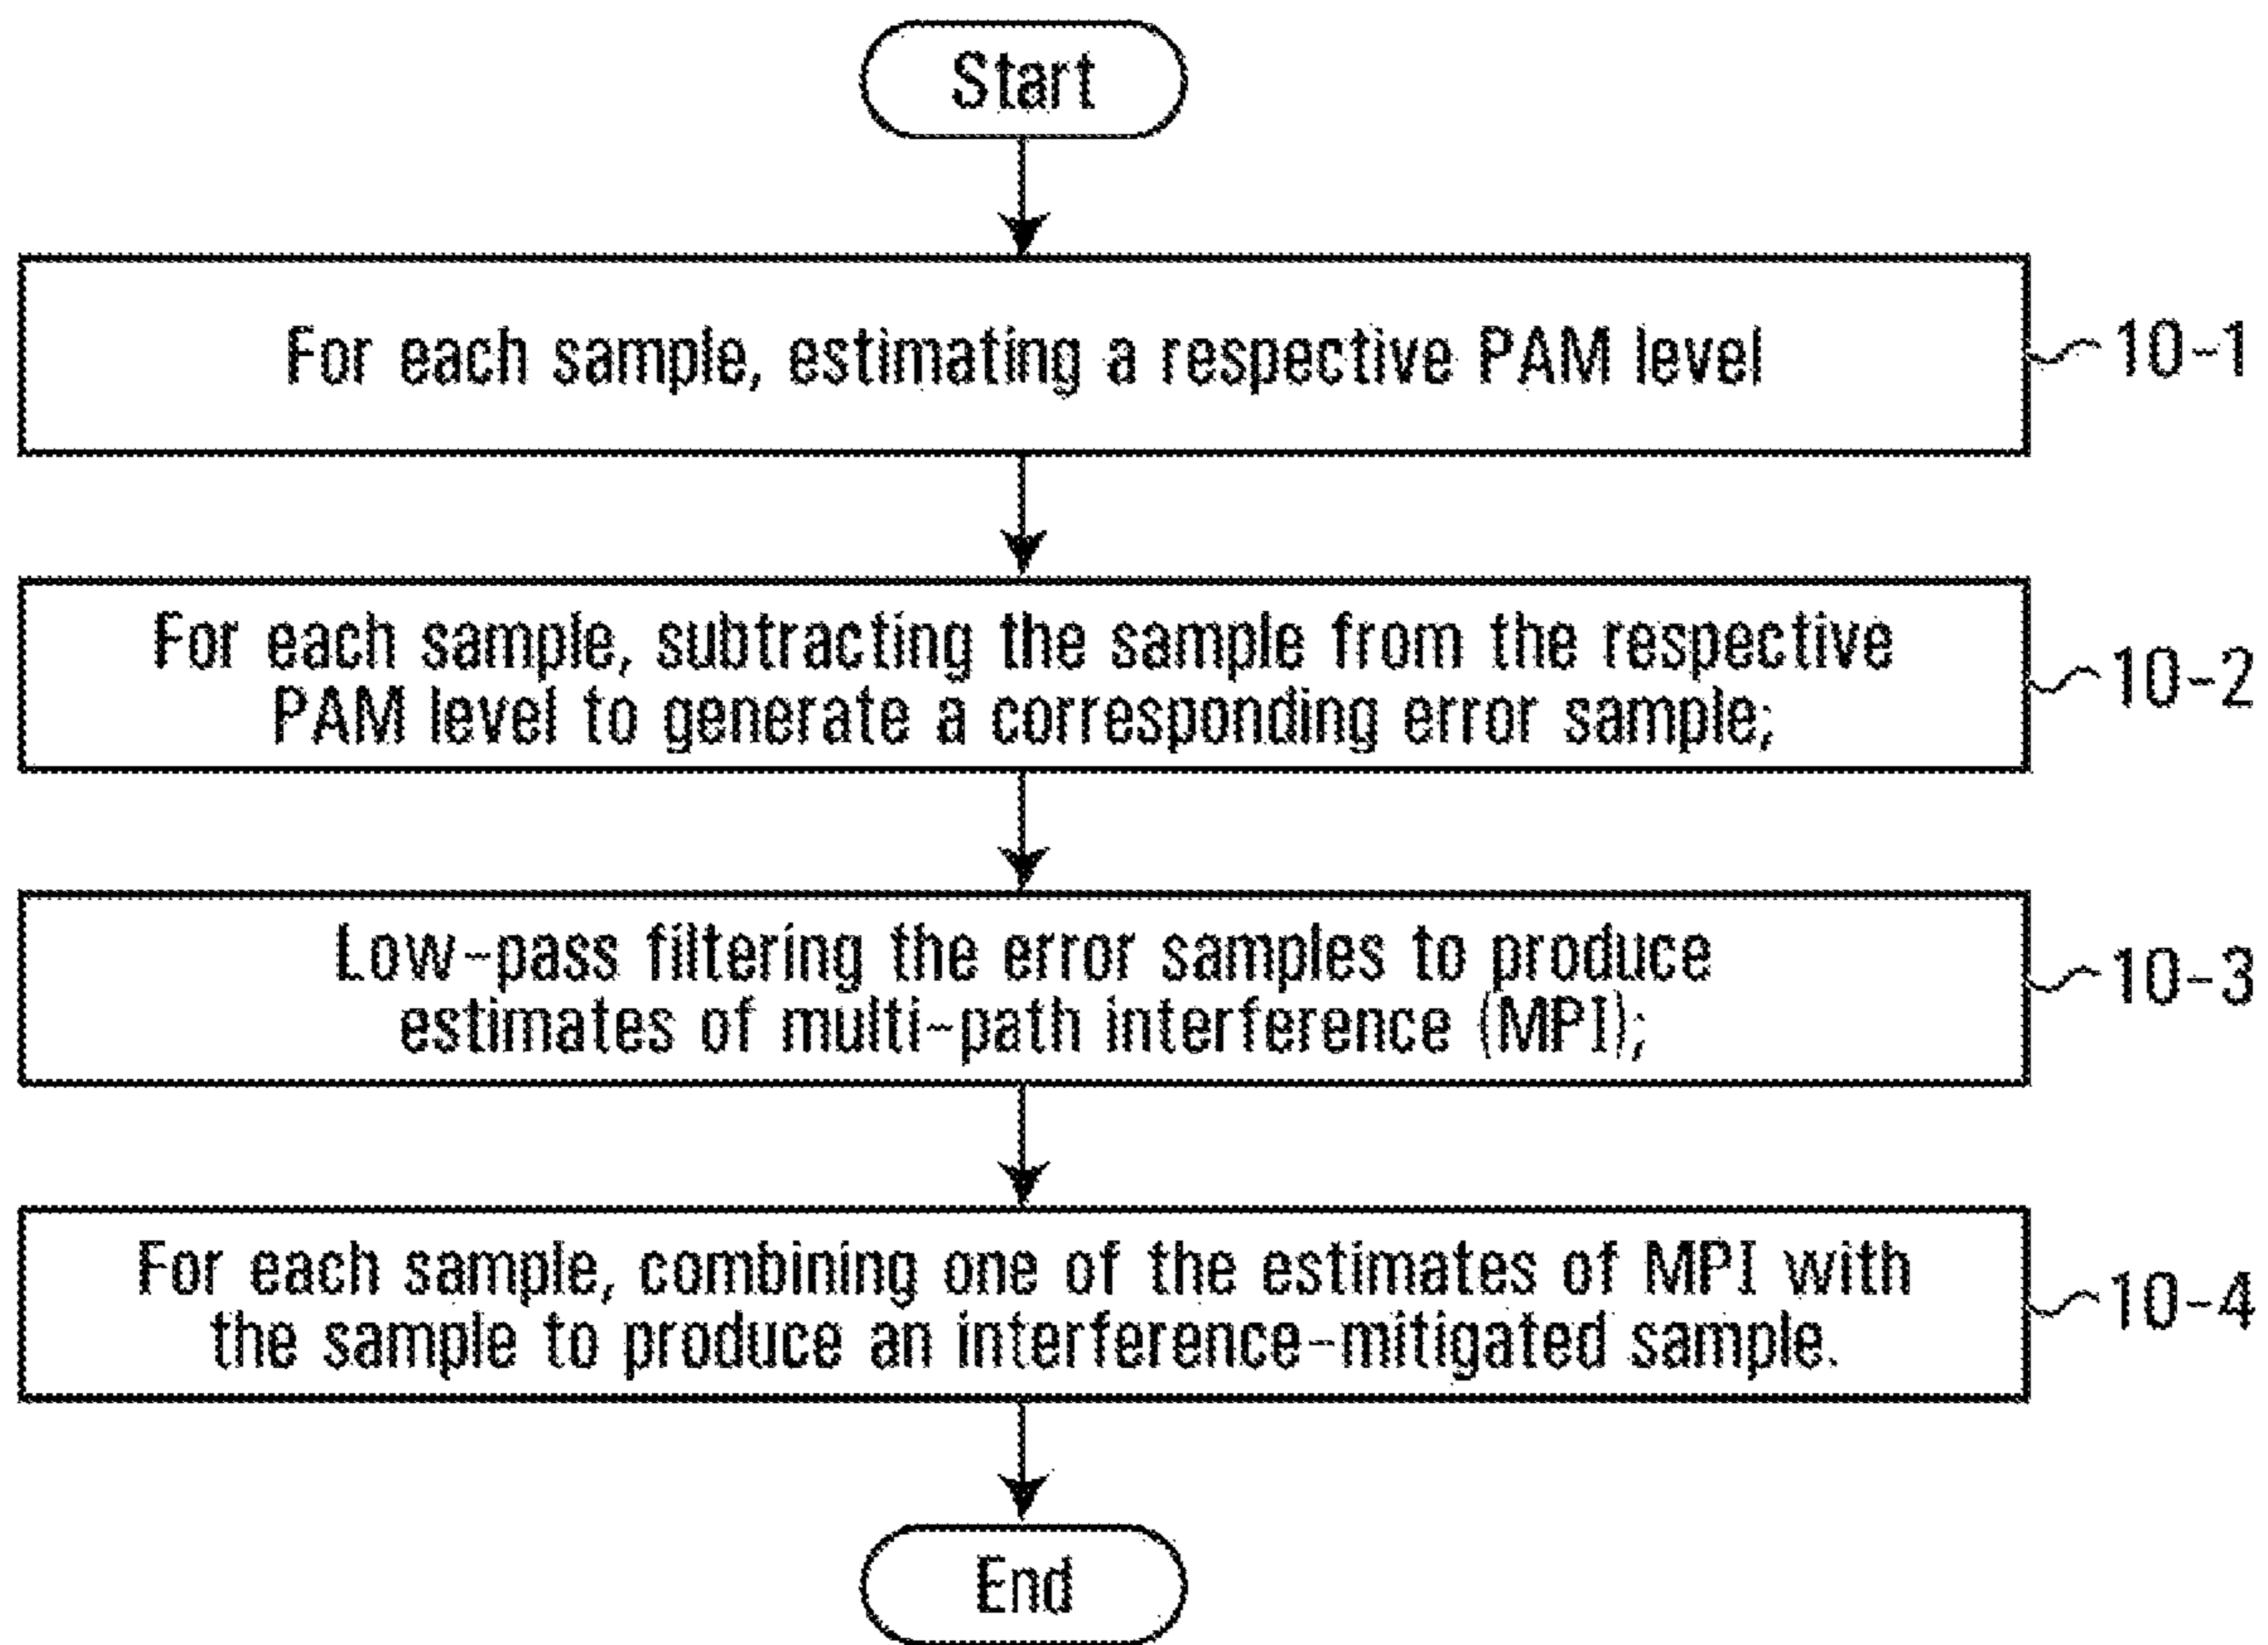 Start
For each sample, estimating a respective PAM level
10-1
For each sample, subtracting the sample from the respective
PAM level to generate a corresponding error sample;
10-2
Low-pass filtering the error samples to produce
estimates of multi-path interference (MPI);
10-3
For each sample, combining one of the estimates of MPI with
the sample to produce an interference-mitigated sample.
10-4
End